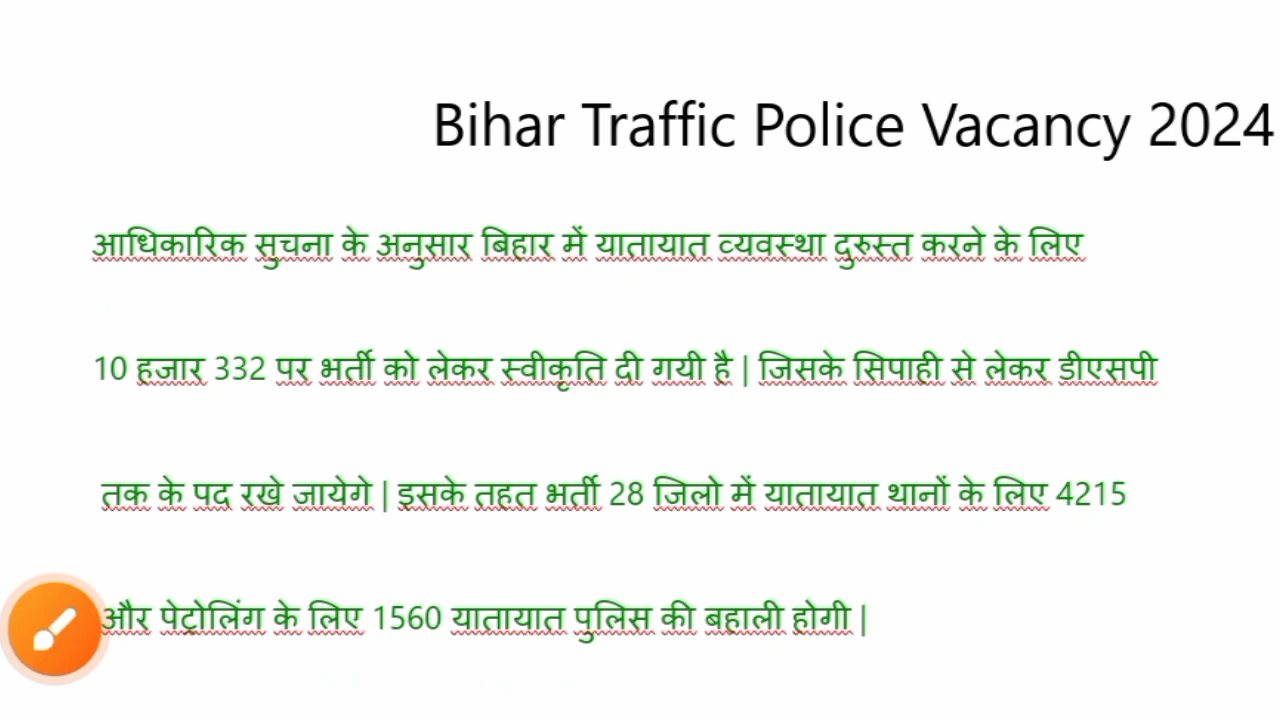 Bihar Traffic Police Vacancy 2024
आधिकारिक सुचना के अनुसार बिहार में यातायात व्यवस्था दुरुस्त करने के लिए
10 हजार 332 पर भर्ती को लेकर स्वीकृति दी गयी है | जिसके सिपाही से लेकर डीएसपी
तक के पद रखे जायेगे | इसके तहत भर्ती 28 जिलो में यातायात थानों के लिए 4215
और पेट्रोलिंग के लिए 1560 यातायात पुलिस की बहाली होगी |